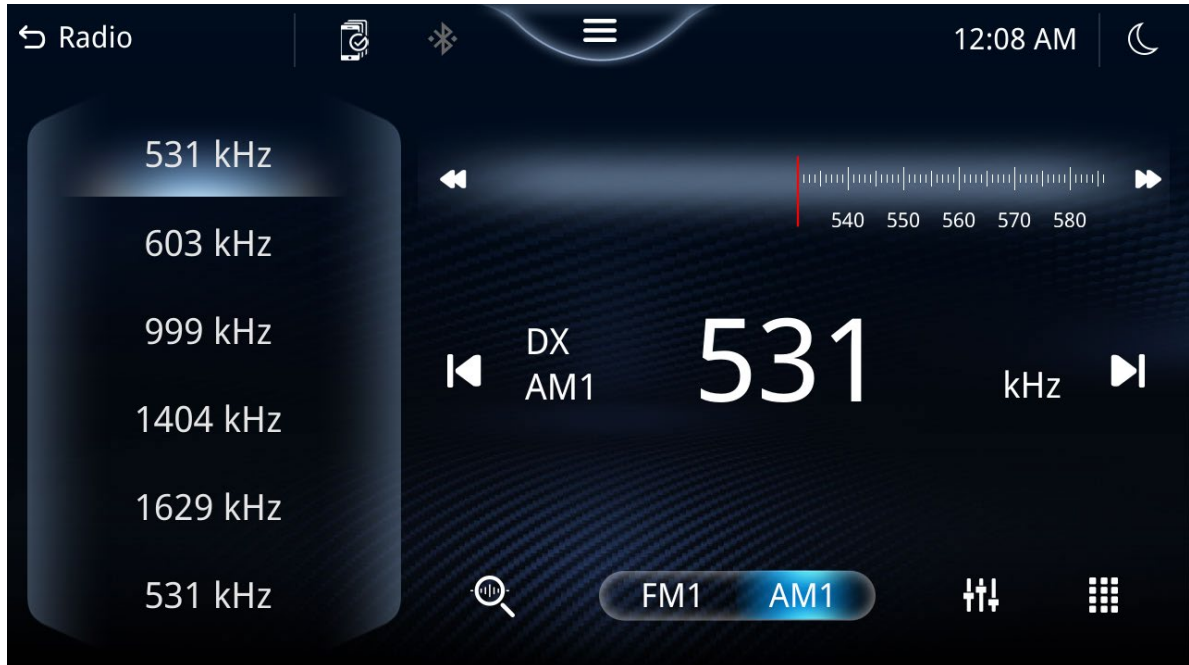 Radio
12:08 AM
531 kHz
603 kHz
999 kHz
1404 kHz
1629 kHz
531 kHz
540 550 560 570 580
DX
AM1
531 kHz
FM1 AM1